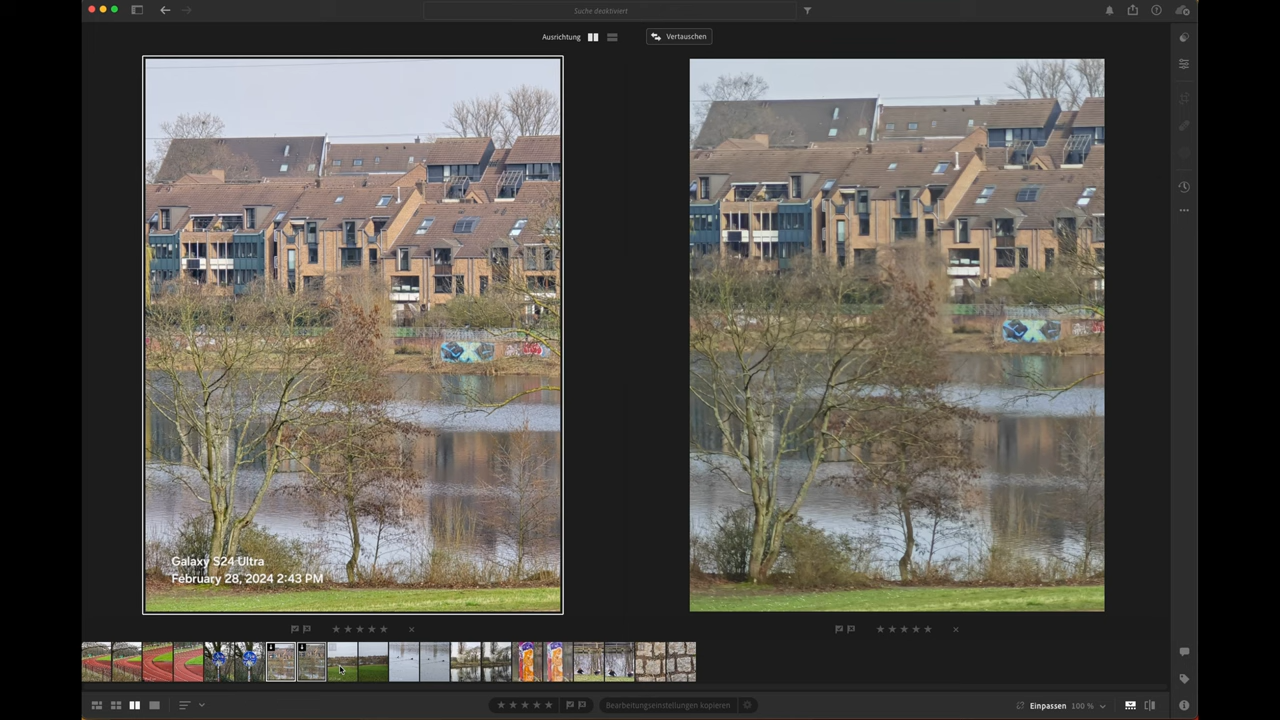 Suche deaktiviert
Ausrichtung
Vertauschen
Galaxy S24 Ultra
February 28, 2024 2:43 PM
Bearbeitungseinstellungen kopieren
Einpassen 100 %